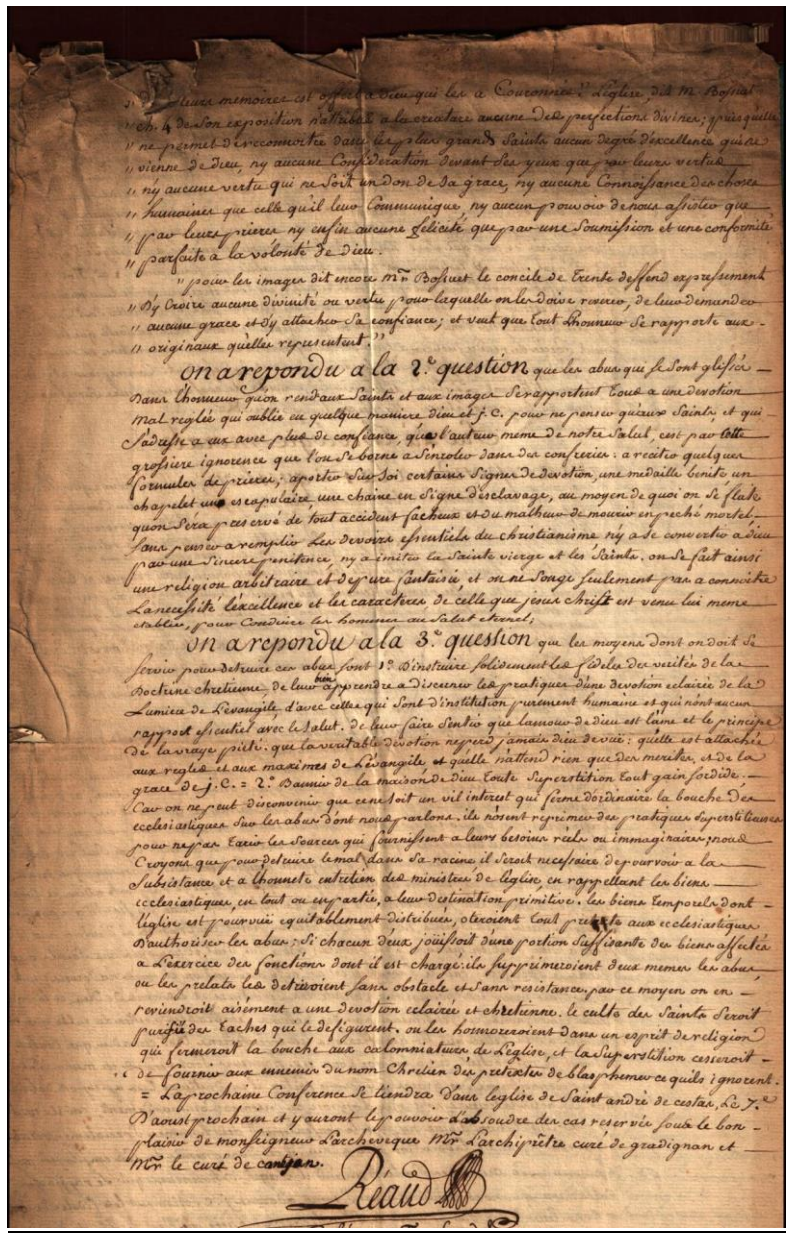 " de leurs memoires est offert a Dieu qui les a Couronnés." L'église, dit M. Bossuet
" ch. 4 de Son exposition n'attribue a la creature aucune des perfections divines; puisqu'elle
" ne permet de reconnoitre dans les plus grands Saints aucun degré d'excellence qui ne
" vienne de Dieu, ny aucune Consideration devant Ses yeux que par leurs vertus
" ny aucune vertu qui ne Soit un don de Sa grace, ny aucune Connoissance des choses
" humaines que celle qu'il leur Communique, ny aucun pouvoir de nous assister que
" par leurs prieres ny enfin aucune félicité que par une Soumission et une conformité
" parfaite a la volonté de Dieu.
" pour les images dit encore Mr. Bossuet le concile de Trente deffend expressement
" d'y Croire aucune divinité ou vertu pour laquelle on les doive reverer, de leur demander
" aucune grace et d'y attacher Sa confiance; et veut que tout L'honneur Se rapporte aux
" originaux qu'elles representent."
on a repondu a la 2.e question que les abus qui se Sont glissés
Dans L'honneur qu'on rend aux Saints et aux images Se rapportent Tous a une devotion
mal reglée qui oublie en quelque maniere dieu et j. C. pour ne penser qu'aux Saints, et qui
S'adresse a eux avec plus de confiance, qu'a l'auteur meme de notre Salut, c'est par cette
grossiere ignorence que l'on se borne a S'enroler dans des confreries: a reciter quelques
formules de prieres; a porter Sur Soi certains Signes de devotion, une medaille benite un
chapelet un escapulaire une chaine en Signe d'esclavage, au moyen de quoi on Se flate
qu'on Sera preservé de tout accident facheux et du malheur de mourir en peché mortel
Sans penser a remplir Les devoirs essentiels du christianisme n'y a Se convertir a dieu
par une Sincere penitence, n'y a imiter la Sainte vierge et les Saints. on Se fait ainsi
une religion arbitraire et de pure fantaisie, et on ne Songe Seulement pas a connoitre
La necessité L'excellence et les caracteres, de celle que jesus Christ est venu lui meme
etablir, pour Conduire les hommes au Salut eternel;
on a repondu a la 3.e question que les moyens dont on doit Se
servir pour detruire ces abus sont 1.º D'instruire solidement les fideles des verités de la
Doctrine chretienne, de leur bien apprendre a discerner les pratiques d'une devotion eclairée de la
Lumiere de L'évangile d'avec celles qui Sont d'institution purement humaine et qui n'ont aucun
rapport essentiel avec le Salut. de leur faire Sentir que l'amour de dieu est l'ame et le principe
de la vraye pieté. que la veritable devotion ne perd jamais dieu de vüe: qu'elle est attachée
aux regles et aux maximes de L'évangile et qu'elle n'attend rien que des merites, et de la
grace de j. C. = 2.º Bannir de la maison de Dieu toute Superstition tout gain sordide.
Car on ne peut disconvenir que ce ne Soit un vil interest qui ferme d'ordinaire la bouche des
ecclesiastiques Sur les abus dont nous parlons. ils n'osent reprimer des pratiques Superstitieuses
pour ne pas Tarir les Sources qui fournissent a leurs besoins réels ou immaginaires; nous
Croyons que pour detruire le mal dans Sa racine il Seroit necessaire de pourvoir a la
Subsistance et a L'honnete entretien des ministres de l'eglise en rappellant les biens
ecclesiastiques, en tout ou en partie, a leur destination primitive. les biens Temporels dont
l'église est pourvüe equitablement distribués, oteroient tout pretexte aux ecclesiastiques
D'authoriser les abus; Si chacun d'eux joüissoit d'une portion Suffisante des biens affectés
a L'exercice des fonctions dont il est chargé; ils supprimeroient d'eux memes les abus
ou les prelats les detruiroient sans obstacle et Sans resistance. par ce moyen on en
reviendroit aisément a une devotion eclairée et chretienne. le culte des Saints Seroit
purifié des Taches qui le defigurent. on les honnoreroient dans un esprit de religion
qui fermeroit la bouche aux calomniateurs de L'église, et la Superstition cesseroit
de fournir aux ennemis du nom Chretien des pretextes de blasphemer ce qu'ils ignorent.
= La prochaine Conference Se tiendra dans leglise de Saint andré de cestas, Le 7.e
D'aoust prochain et y auront le pouvoir d'absoudre des cas reservés Sous le bon
plaisir de monseigneur L'archeveque Mr. L'archiprêtre curé de gradignan et
Mr. le curé de canejan.
Réaud